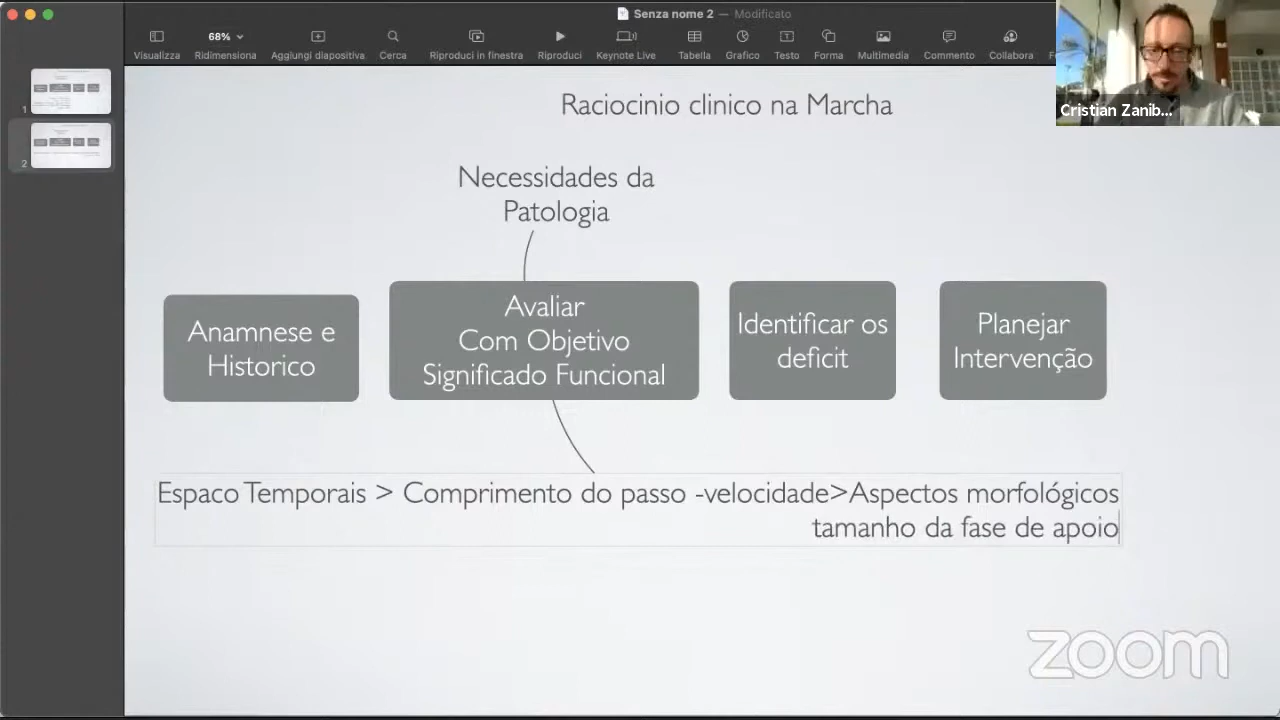 Senza nome 2 — Modificato
68%
Visualizza Ridimensiona Aggiungi diapositiva Cerca Riproduci in finestra Riproduci Keynote Live Tabella Grafico Testo Forma Multimedia Commento Collabora
Cristian Zanib...
1
2
Raciocinio clinico na Marcha
Necessidades da
Patologia
Anamnese e
Historico
Avaliar
Com Objetivo
Significado Funcional
Identificar os
deficit
Planejar
Intervenção
Espaco Temporais > Comprimento do passo -velocidade>Aspectos morfológicos
tamanho da fase de apoio
zoom